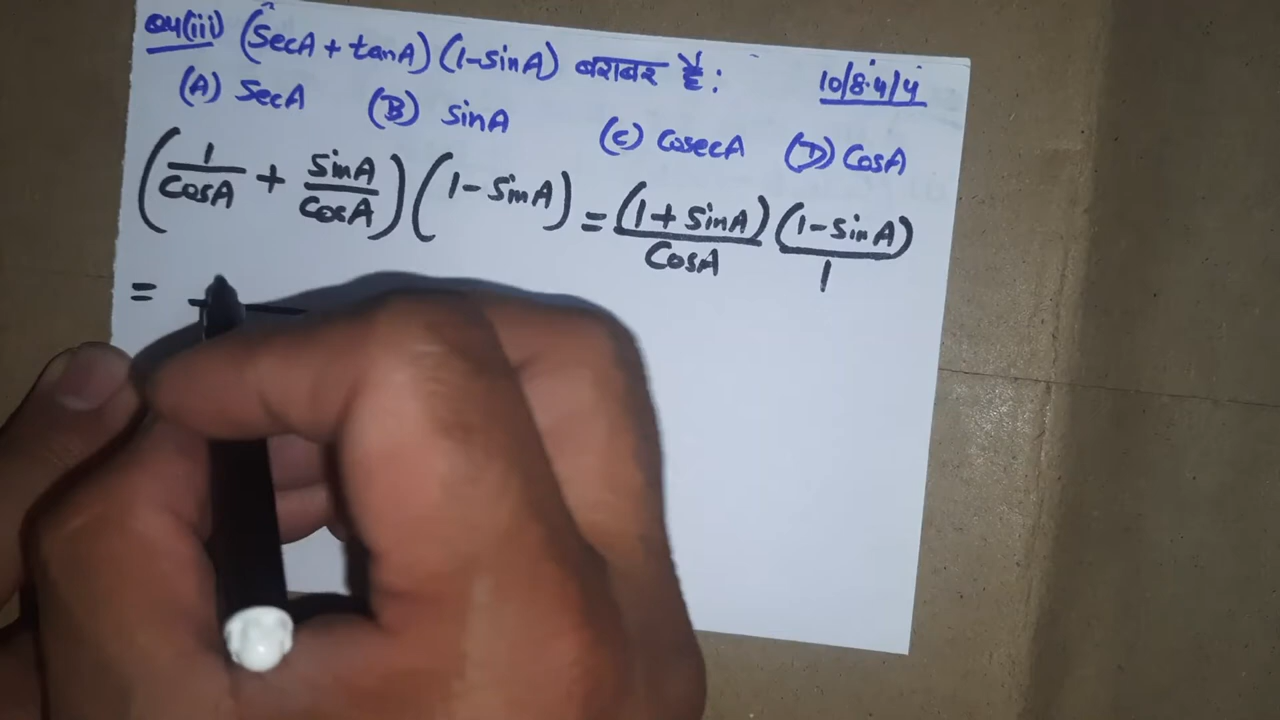 Q4(iii) (SecA + tanA) (1-sinA) बराबर है: 10/8.4/4
(A) SecA (B) sinA (C) CosecA (D) CosA
(1/CosA + sinA/CosA) (1-sinA) = (1+sinA)/CosA (1-sinA)/1
=